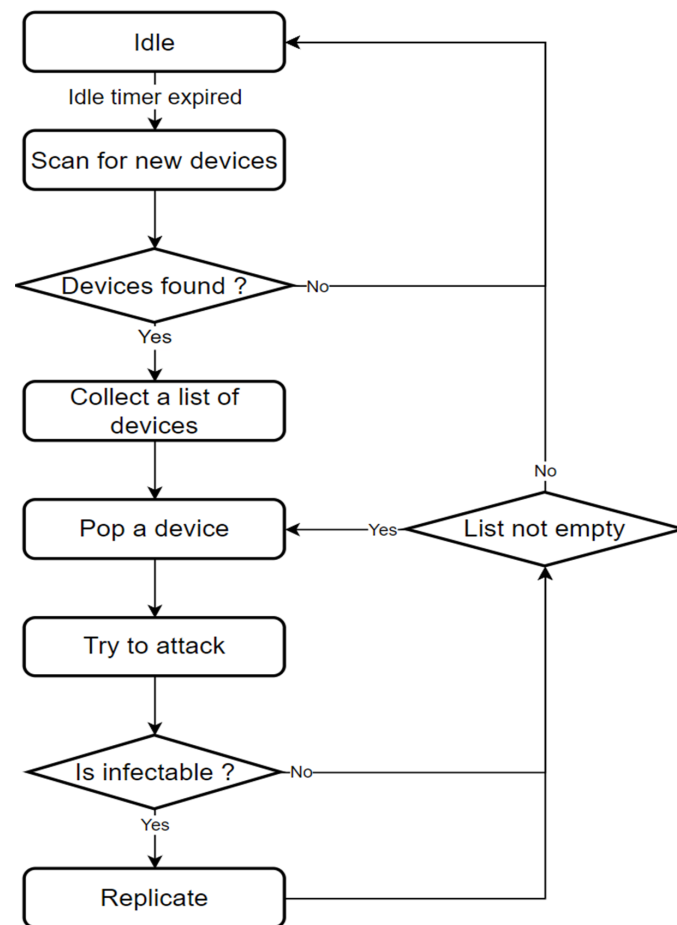 Idle
Idle timer expired
Scan for new devices
Devices found ?
No
Yes
Collect a list of
devices
No
Pop a device
Yes
List not empty
Try to attack
Is infectable ?
No
Yes
Replicate